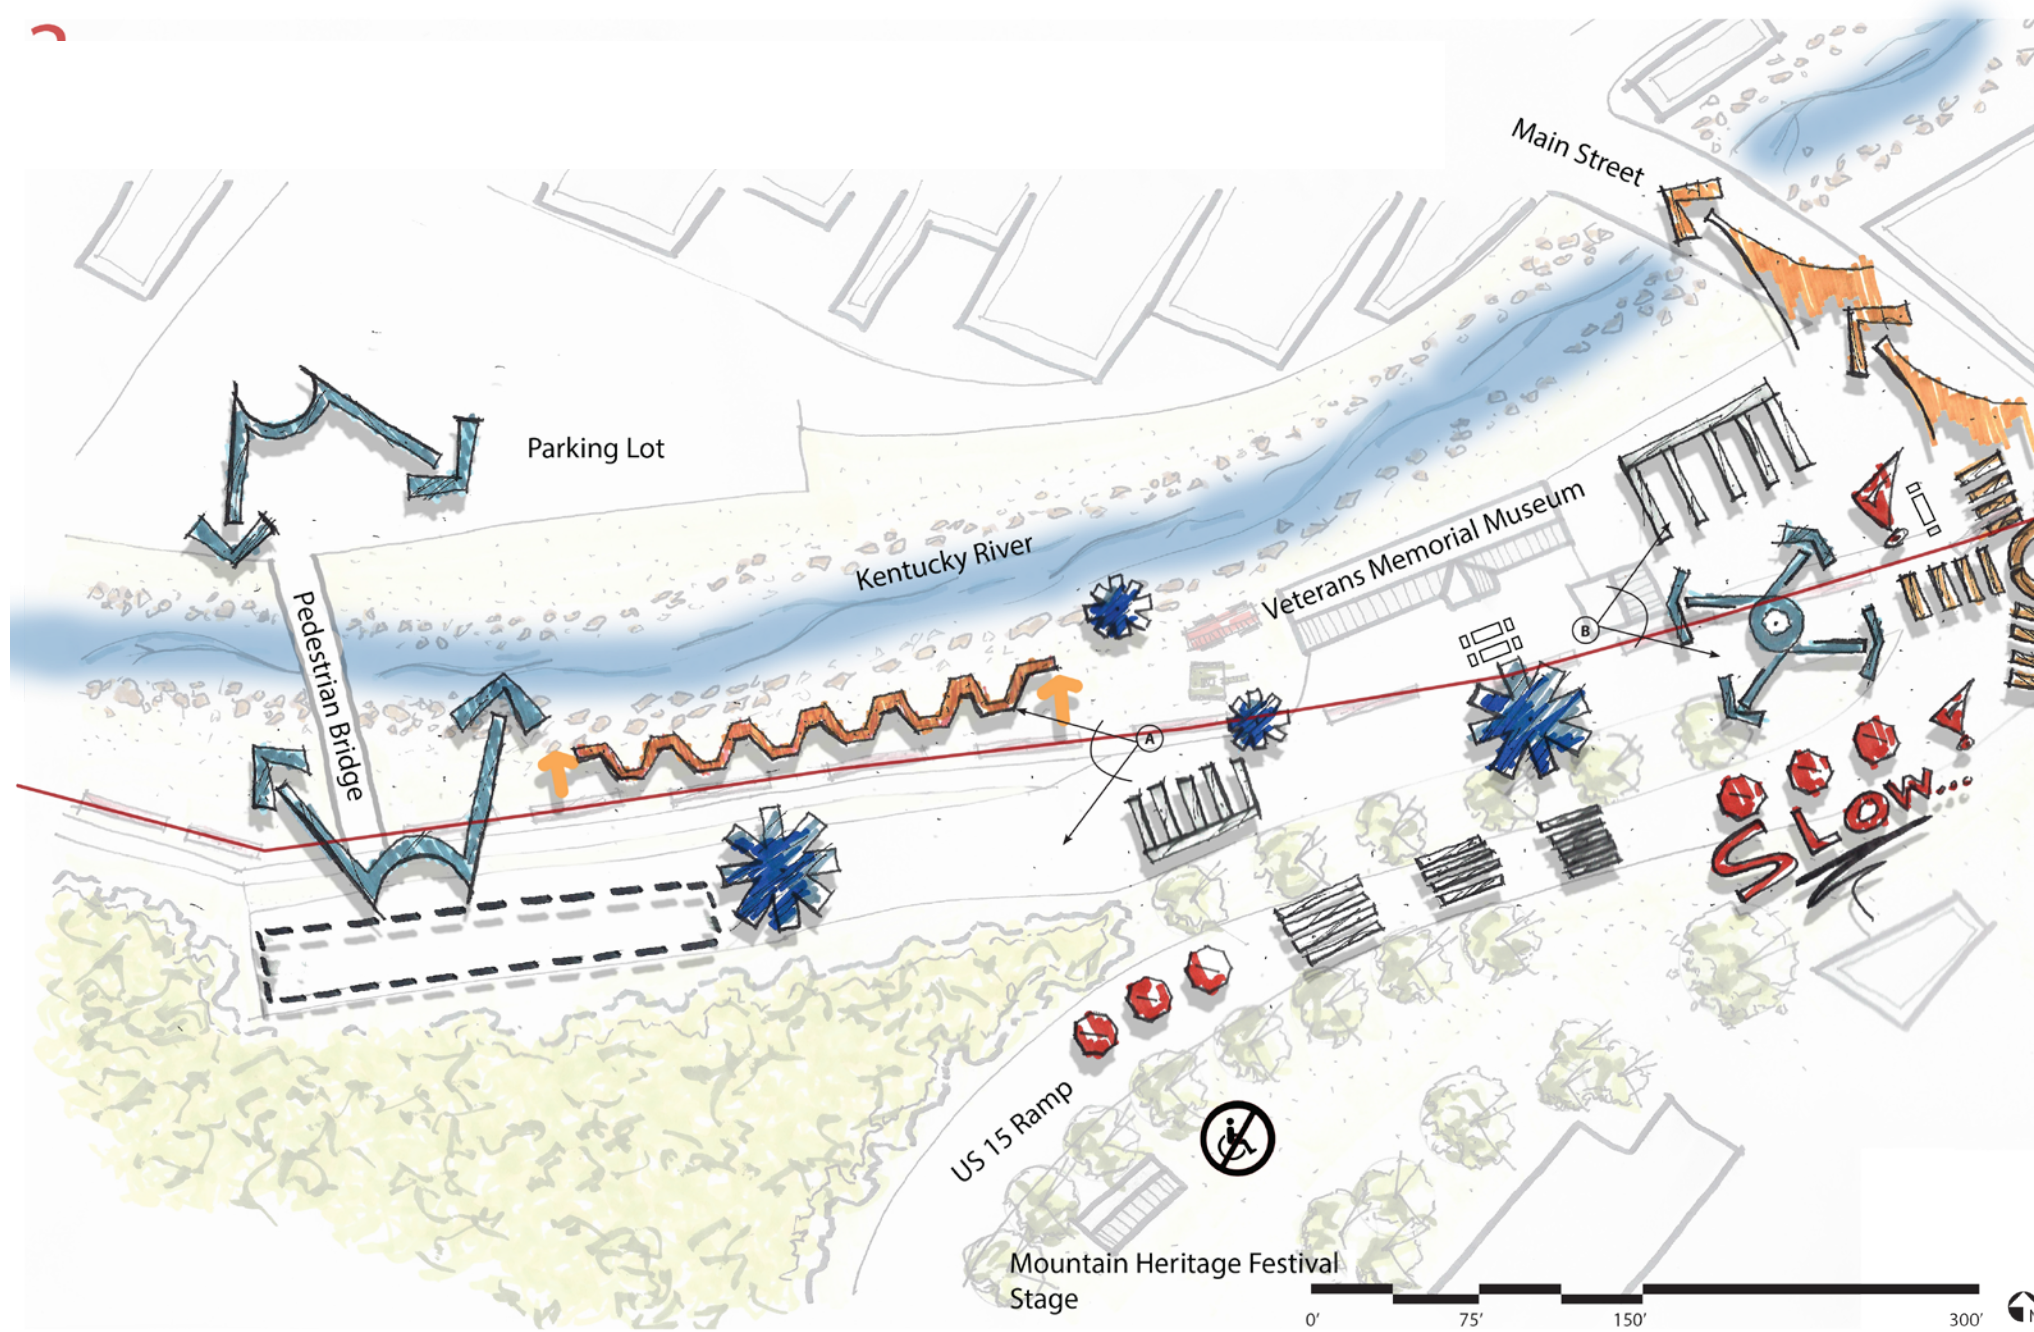 Main Street
Parking Lot
Kentucky River
Veterans Memorial Museum
Pedestrian Bridge
B
A
SLOW...
US 15 Ramp
Mountain Heritage Festival
Stage
0' 75' 150' 300'
N